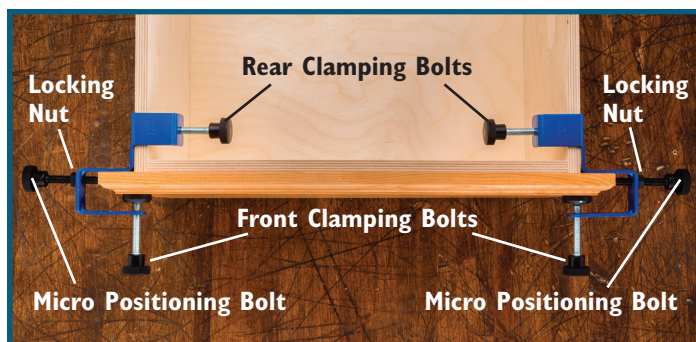 Rear Clamping Bolts
Locking
Nut
Locking
Nut
Front Clamping Bolts
Micro Positioning Bolt
Micro Positioning Bolt